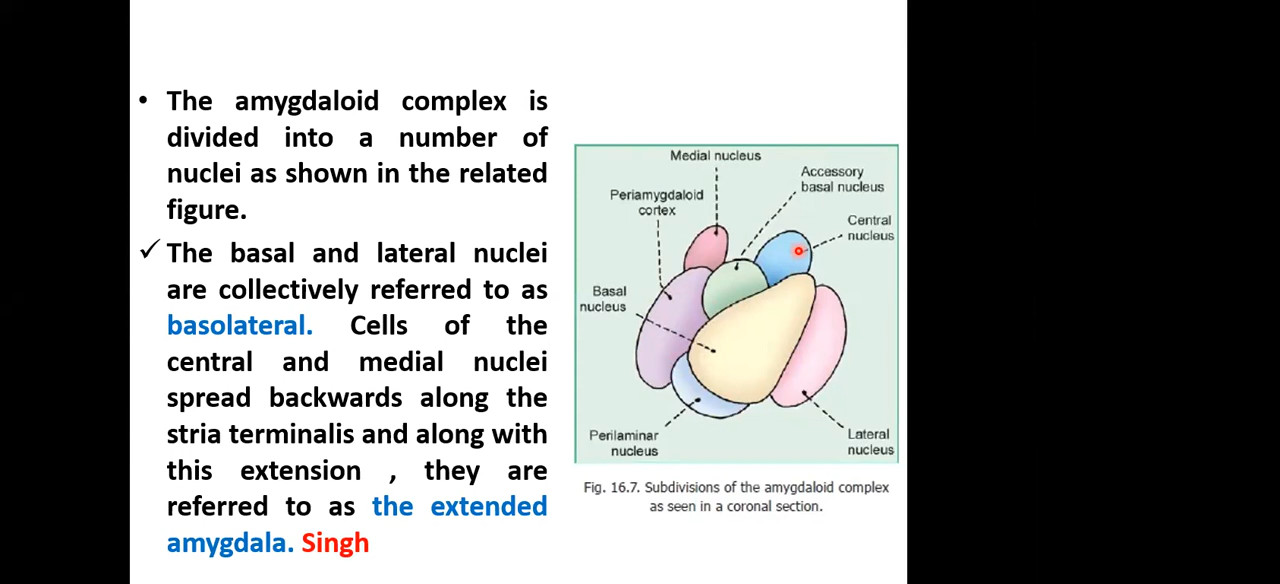 • The amygdaloid complex is
divided into a number of
nuclei as shown in the related
figure.
✓ The basal and lateral nuclei
are collectively referred to as
basolateral. Cells of the
central and medial nuclei
spread backwards along the
stria terminalis and along with
this extension , they are
referred to as the extended
amygdala. Singh
Medial nucleus
Accessory
basal nucleus
Periamygdaloid
cortex
Central
nucleus
Basal
nucleus
Perilaminar
nucleus
Lateral
nucleus
Fig. 16.7. Subdivisions of the amygdaloid complex
as seen in a coronal section.